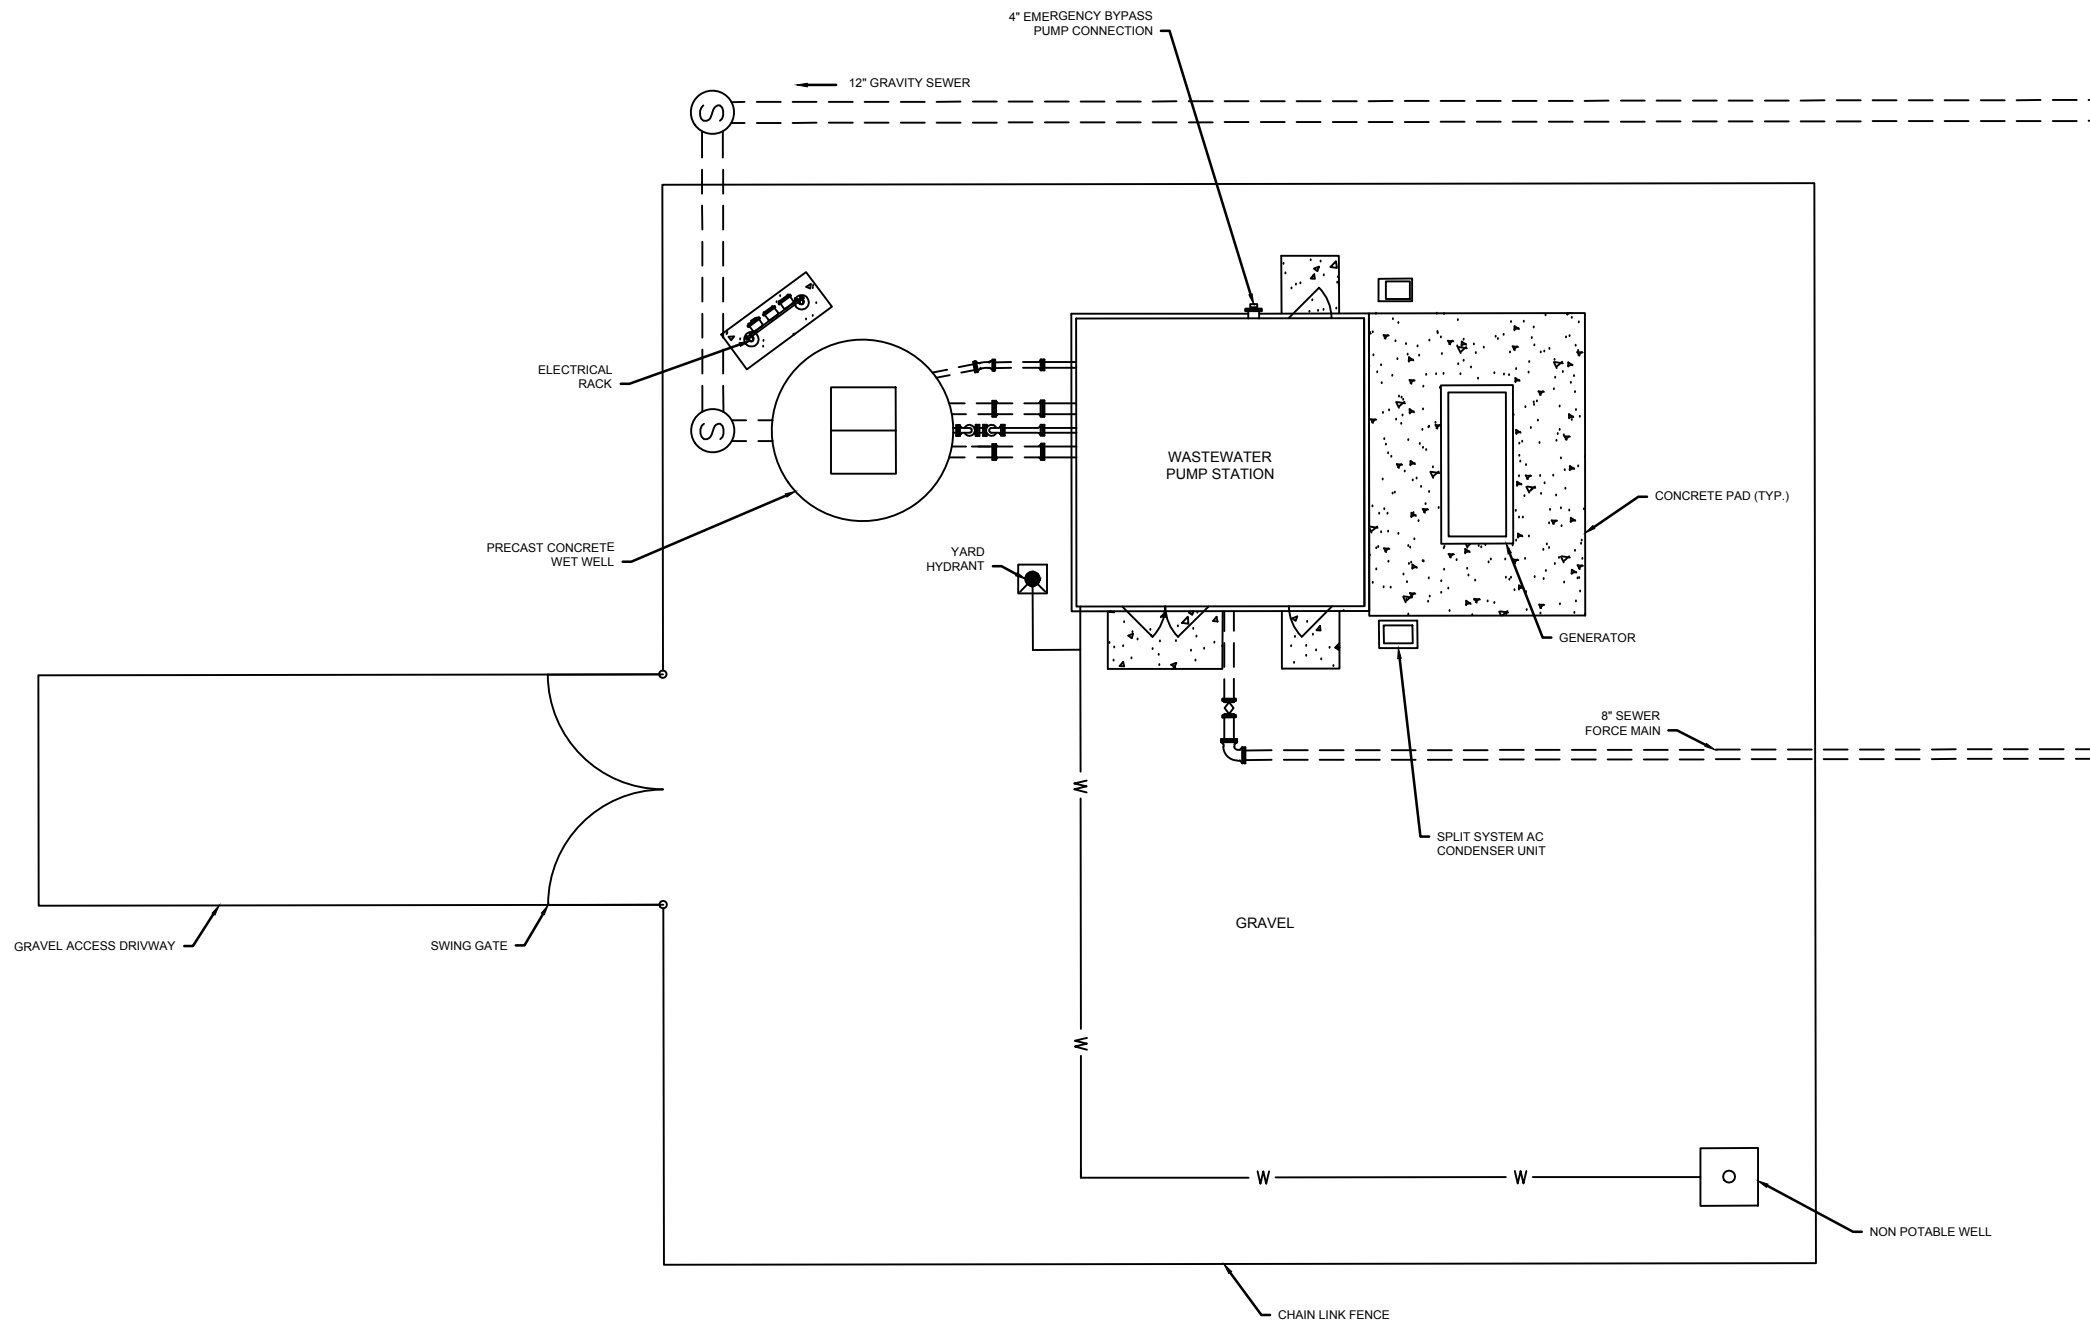 4" EMERGENCY BYPASS
PUMP CONNECTION
12" GRAVITY SEWER
S
S
ELECTRICAL
RACK
WASTEWATER
PUMP STATION
CONCRETE PAD (TYP.)
PRECAST CONCRETE
WET WELL
YARD
HYDRANT
GENERATOR
8" SEWER
FORCE MAIN
W
SPLIT SYSTEM AC
CONDENSER UNIT
GRAVEL
GRAVEL ACCESS DRIVWAY
SWING GATE
W
W
W
NON POTABLE WELL
CHAIN LINK FENCE